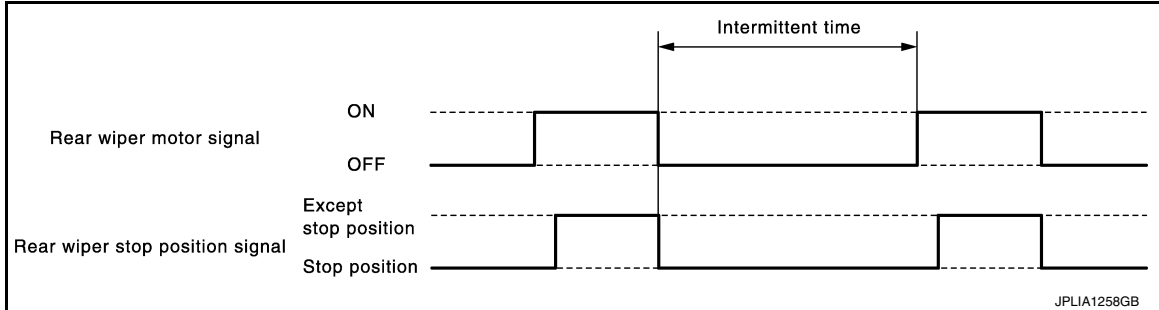 Intermittent time
ON
Rear wiper motor signal
OFF
Except
stop position
Rear wiper stop position signal
Stop position
JPLIA1258GB